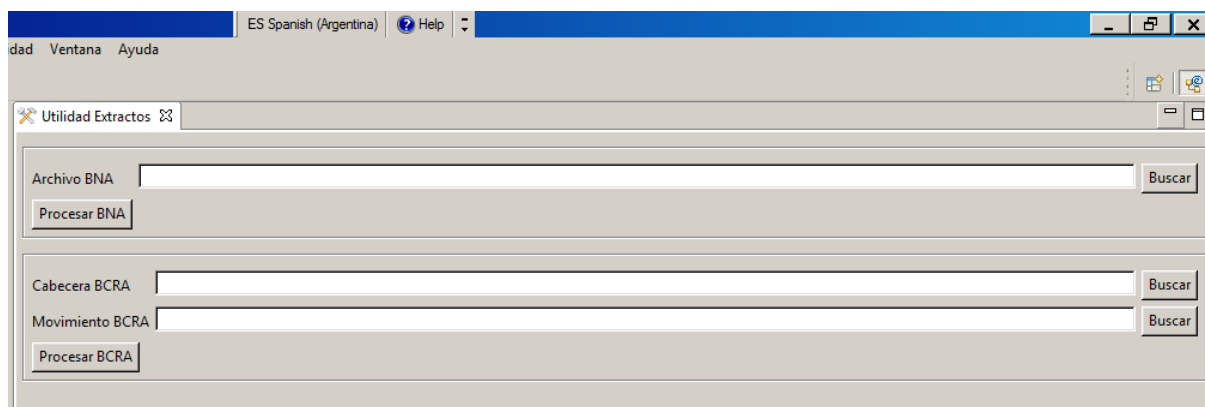 ES Spanish (Argentina) Help
dad Ventana Ayuda
Utilidad Extractos
Archivo BNA Buscar
Procesar BNA
Cabecera BCRA Buscar
Movimiento BCRA Buscar
Procesar BCRA